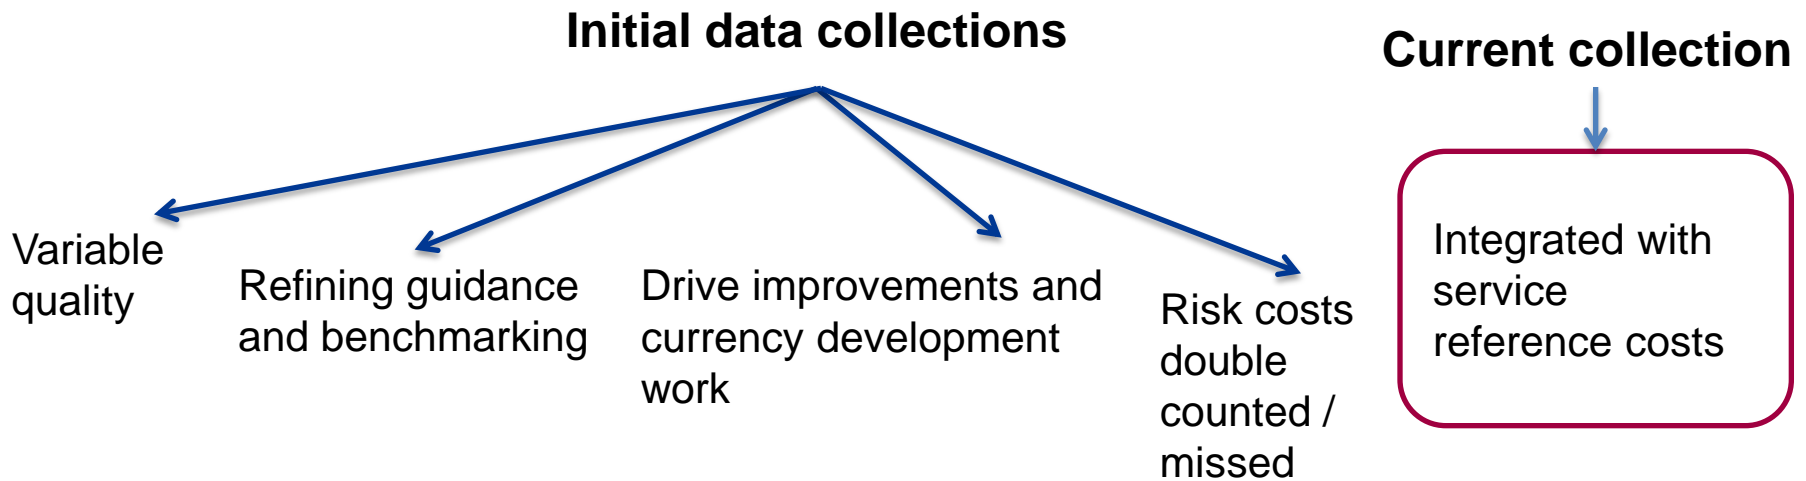 Initial data collections
Current collection
Variable
quality
Refining guidance
and benchmarking
Drive improvements and
currency development
work
Risk costs
double
counted /
missed
Integrated with
service
reference costs